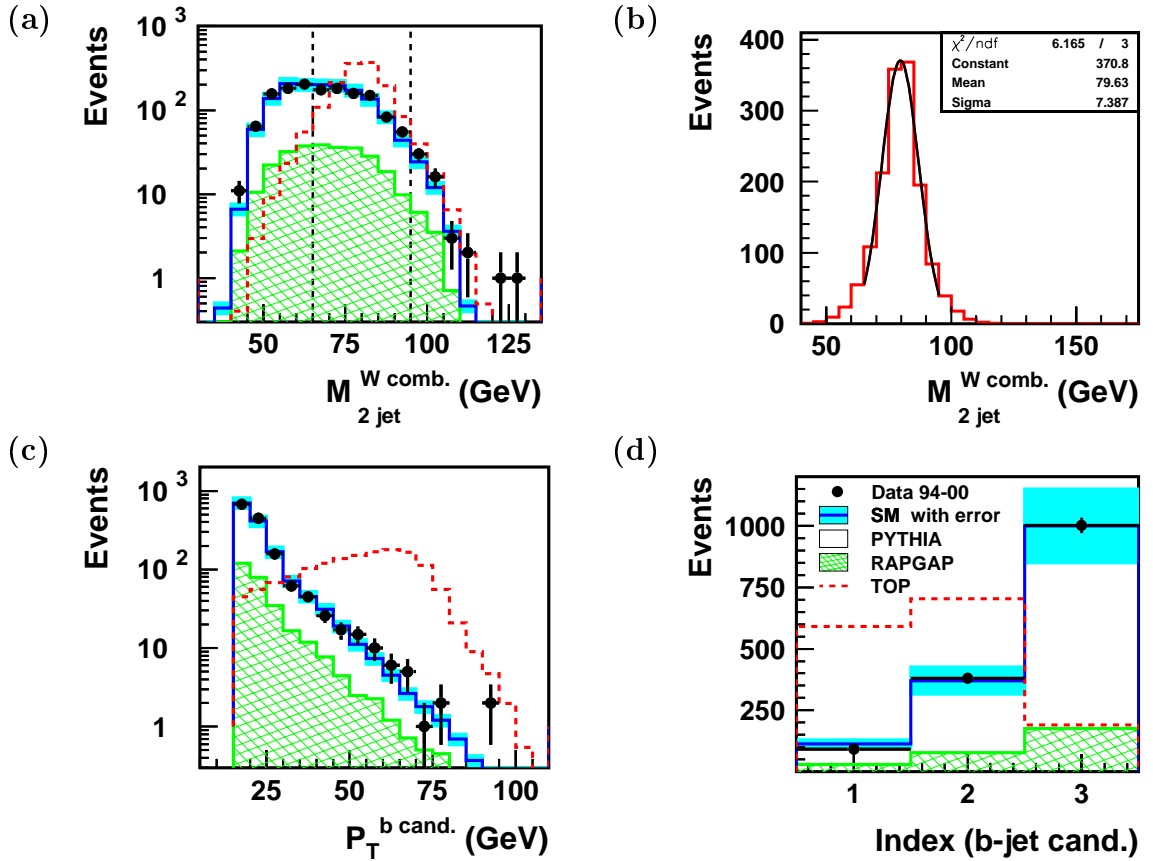 (a)
Events
10 3
10 2
10
1
50 75 100 125
M 2 jet W comb. (GeV)
(b)
Events
400
300
200
100
0
50 100 150
χ²/ndf 6.165 / 3
Constant 370.8
Mean 79.63
Sigma 7.387
M 2 jet W comb. (GeV)
(c)
Events
10 3
10 2
10
1
25 50 75 100
P T b cand. (GeV)
(d)
Events
1000
750
500
250
Data 94-00
SM with error
PYTHIA
RAPGAP
TOP
1 2 3
Index (b-jet cand.)